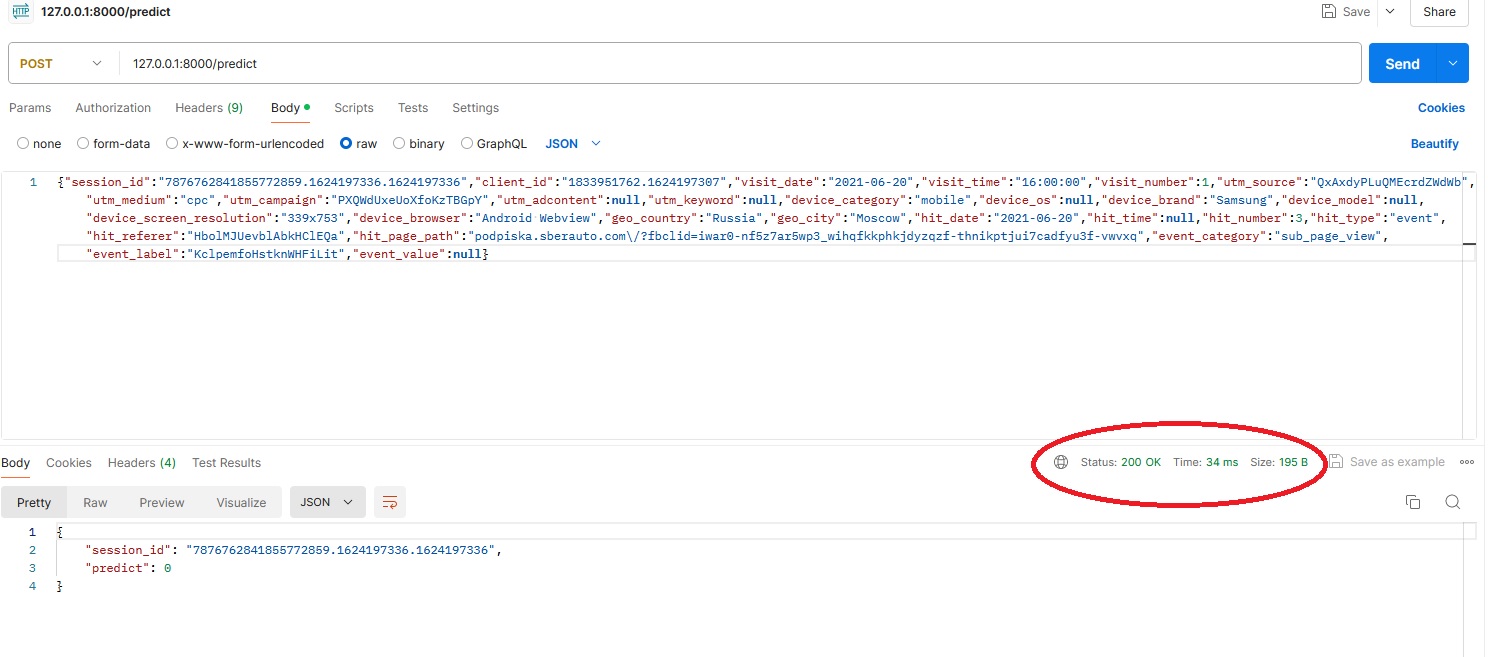 HTTP 127.0.0.1:8000/predict Save Share
POST 127.0.0.1:8000/predict Send
Params Authorization Headers (9) Body Scripts Tests Settings Cookies
none form-data x-www-form-urlencoded raw binary GraphQL JSON Beautify
1 {"session_id":"7876762841855772859.1624197336.1624197336","client_id":"1833951762.1624197307","visit_date":"2021-06-20","visit_time":"16:00:00","visit_number":1,"utm_source":"QxAxdyPLuQMEcrdZWdWb",
"utm_medium":"cpc","utm_campaign":"PXQWdUxeUoXfoKzTBGpY","utm_adcontent":null,"utm_keyword":null,"device_category":"mobile","device_os":null,"device_brand":"Samsung","device_model":null,
"device_screen_resolution":"339x753","device_browser":"Android Webview","geo_country":"Russia","geo_city":"Moscow","hit_date":"2021-06-20","hit_time":null,"hit_number":3,"hit_type":"event",
"hit_referer":"HbolMJUevblAbkHClEQa","hit_page_path":"podpiska.sberauto.com\/?fbclid=iwar0-nf5z7ar5wp3_wihqfkkphkjdyzqzf-thnikptjui7cadfyu3f-vwvxq","event_category":"sub_page_view",
"event_label":"KclpemfoHstknWHFiLit","event_value":null}
Body Cookies Headers (4) Test Results Status: 200 OK Time: 34 ms Size: 195 B Save as example
Pretty Raw Preview Visualize JSON
1 {
2 "session_id": "7876762841855772859.1624197336.1624197336",
3 "predict": 0
4 }